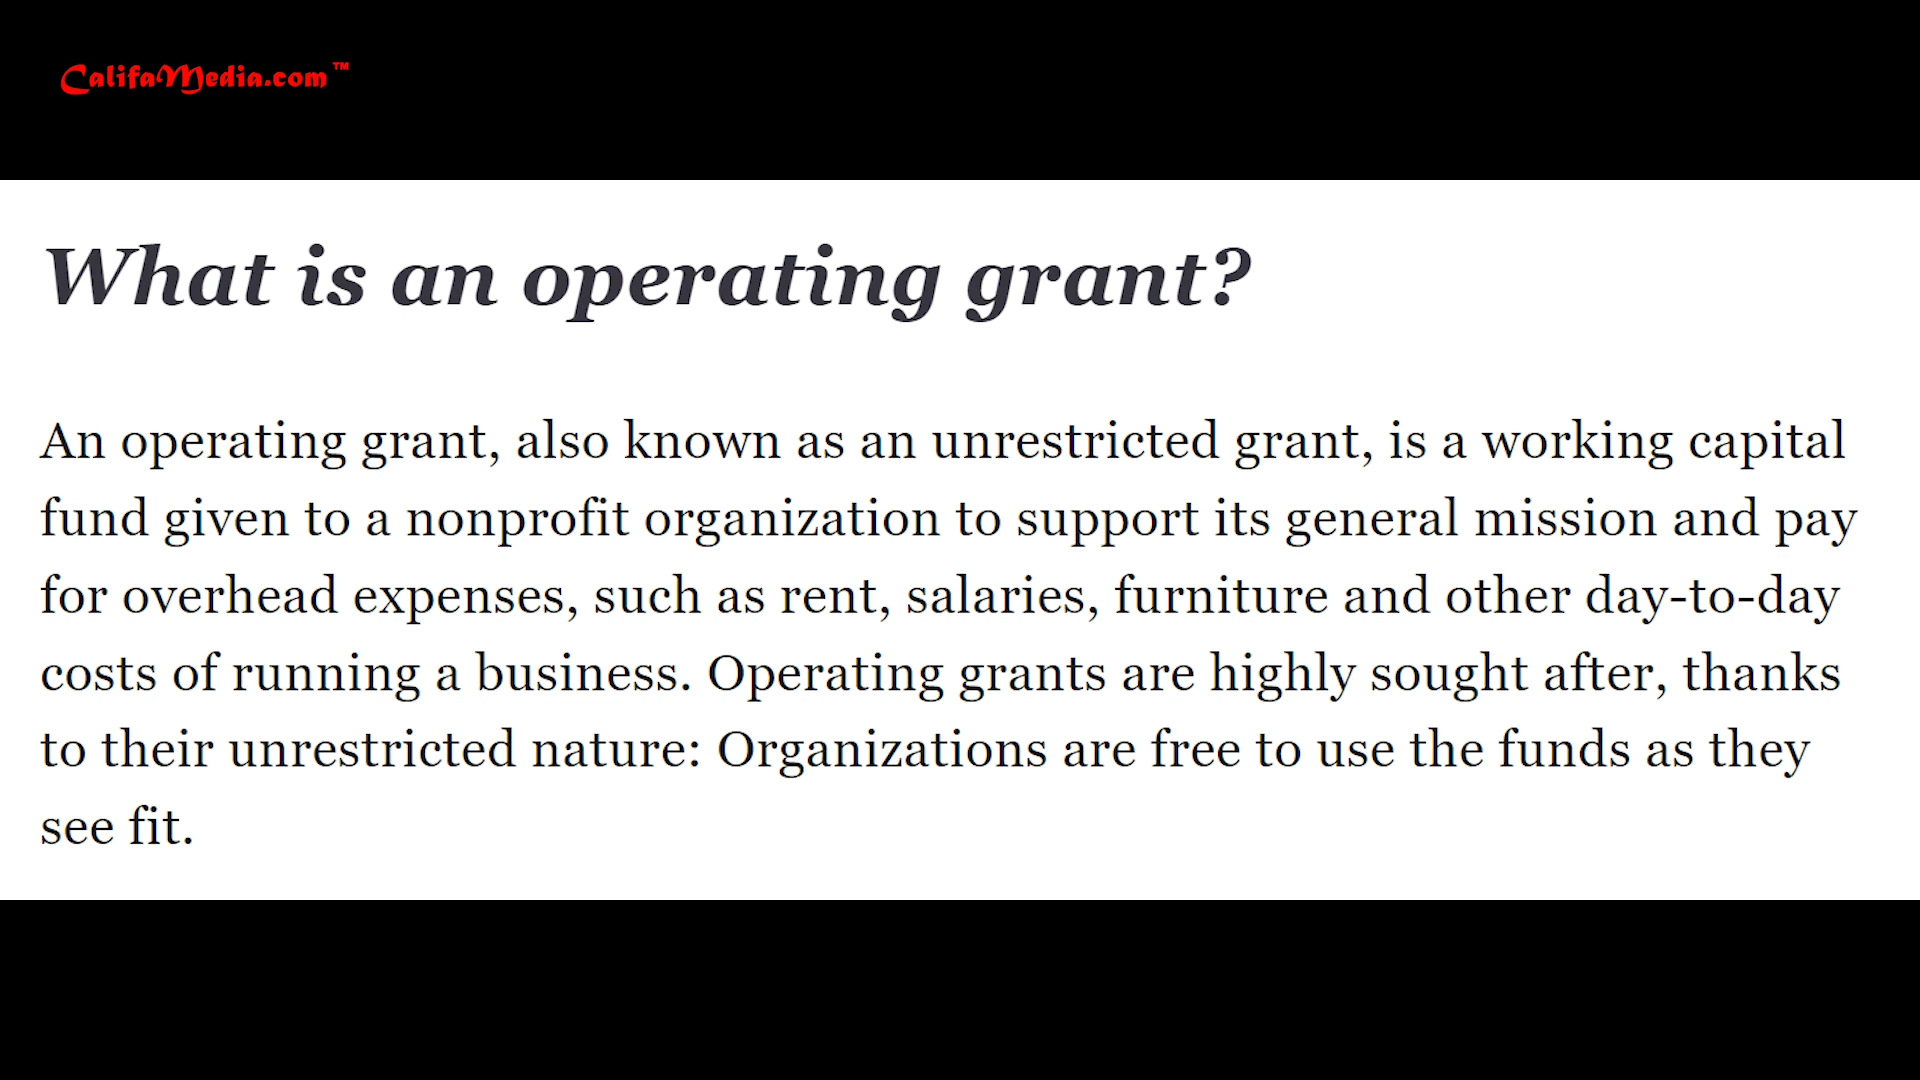 CalifaMedia.com™
What is an operating grant?
An operating grant, also known as an unrestricted grant, is a working capital
fund given to a nonprofit organization to support its general mission and pay
for overhead expenses, such as rent, salaries, furniture and other day-to-day
costs of running a business. Operating grants are highly sought after, thanks
to their unrestricted nature: Organizations are free to use the funds as they
see fit.